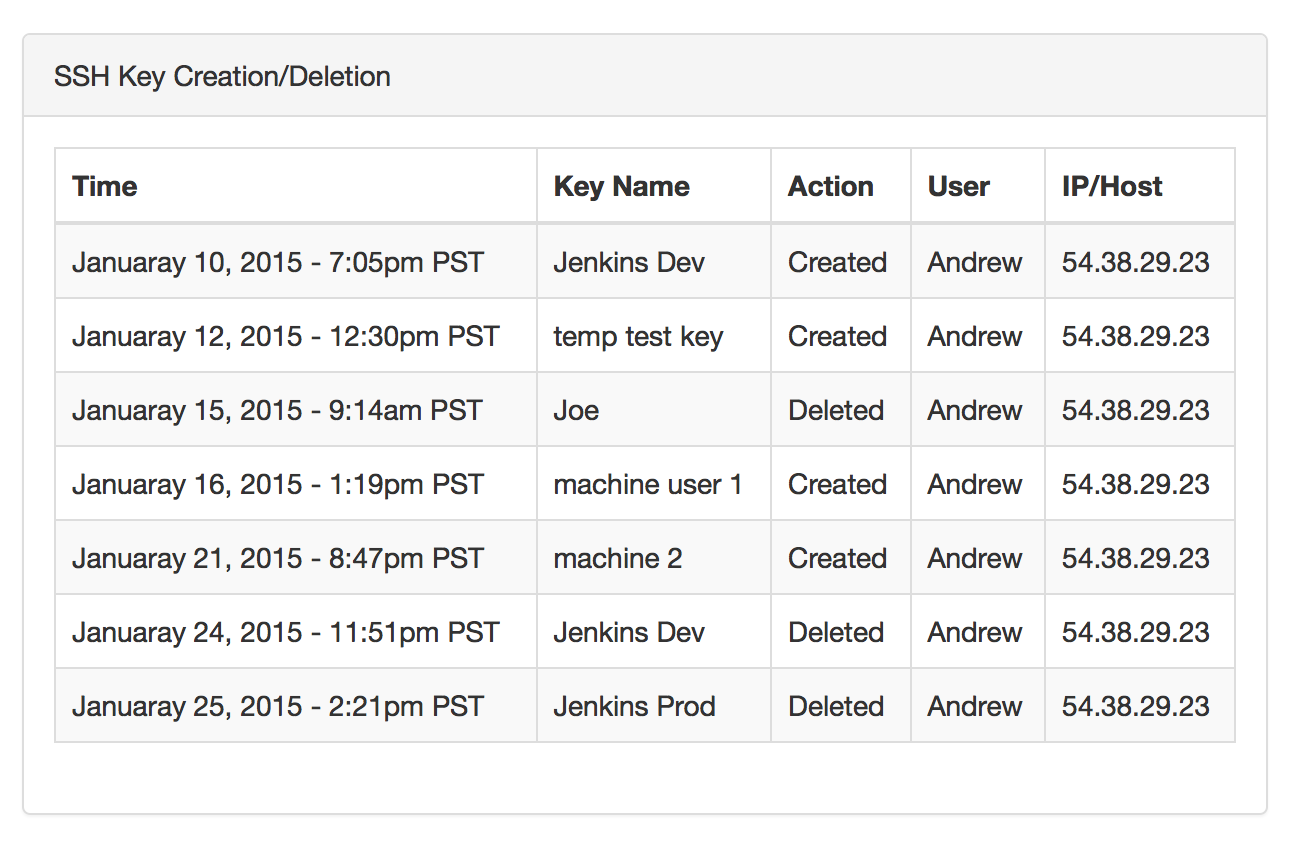 SSH Key Creation/Deletion
Time Key Name Action User IP/Host
Januaray 10, 2015 - 7:05pm PST Jenkins Dev Created Andrew 54.38.29.23
Januaray 12, 2015 - 12:30pm PST temp test key Created Andrew 54.38.29.23
Januaray 15, 2015 - 9:14am PST Joe Deleted Andrew 54.38.29.23
Januaray 16, 2015 - 1:19pm PST machine user 1 Created Andrew 54.38.29.23
Januaray 21, 2015 - 8:47pm PST machine 2 Created Andrew 54.38.29.23
Januaray 24, 2015 - 11:51pm PST Jenkins Dev Deleted Andrew 54.38.29.23
Januaray 25, 2015 - 2:21pm PST Jenkins Prod Deleted Andrew 54.38.29.23